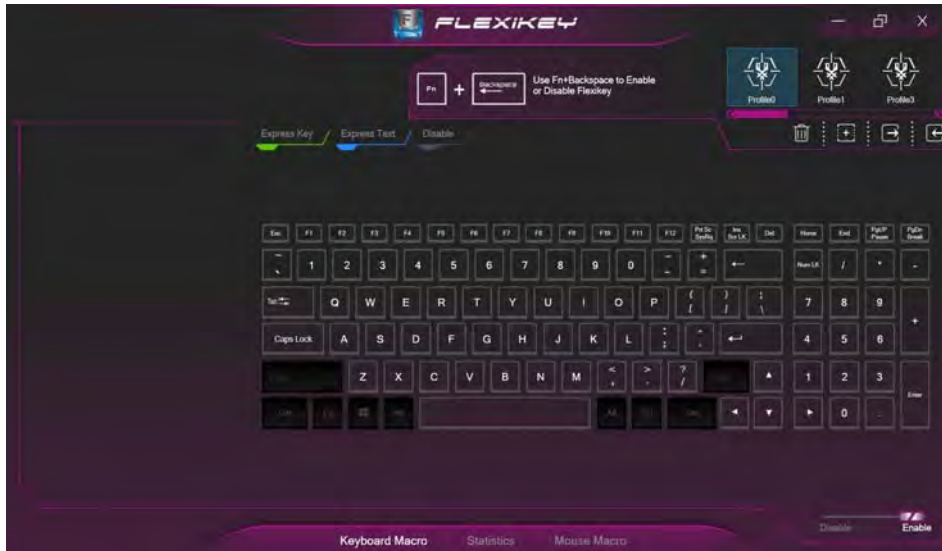 FLEXIKEY
Fn + Backspace Use Fn+Backspace to Enable
or Disable Flexikey
Profile0 Profile1 Profile3
Express Key / Express Text / Disable
Esc F1 F2 F3 F4 F5 F6 F7 F8 F9 F10 F11 F12 Prt Sc SysRq Ins Scr LK Del Home End PgUP Pause PgDn Break
~ ` 1 2 3 4 5 6 7 8 9 0 _ - + = ← Num LK / * -
Tab Q W E R T Y U I O P { [ } ] | \ 7 8 9 +
Caps Lock A S D F G H J K L : ; ← 4 5 6
Z X C V B N M < , > . ? / ▲ 1 2 3 Enter
◄ ▼ ► 0
Disable Enable
Keyboard Macro Statistics Mouse Macro